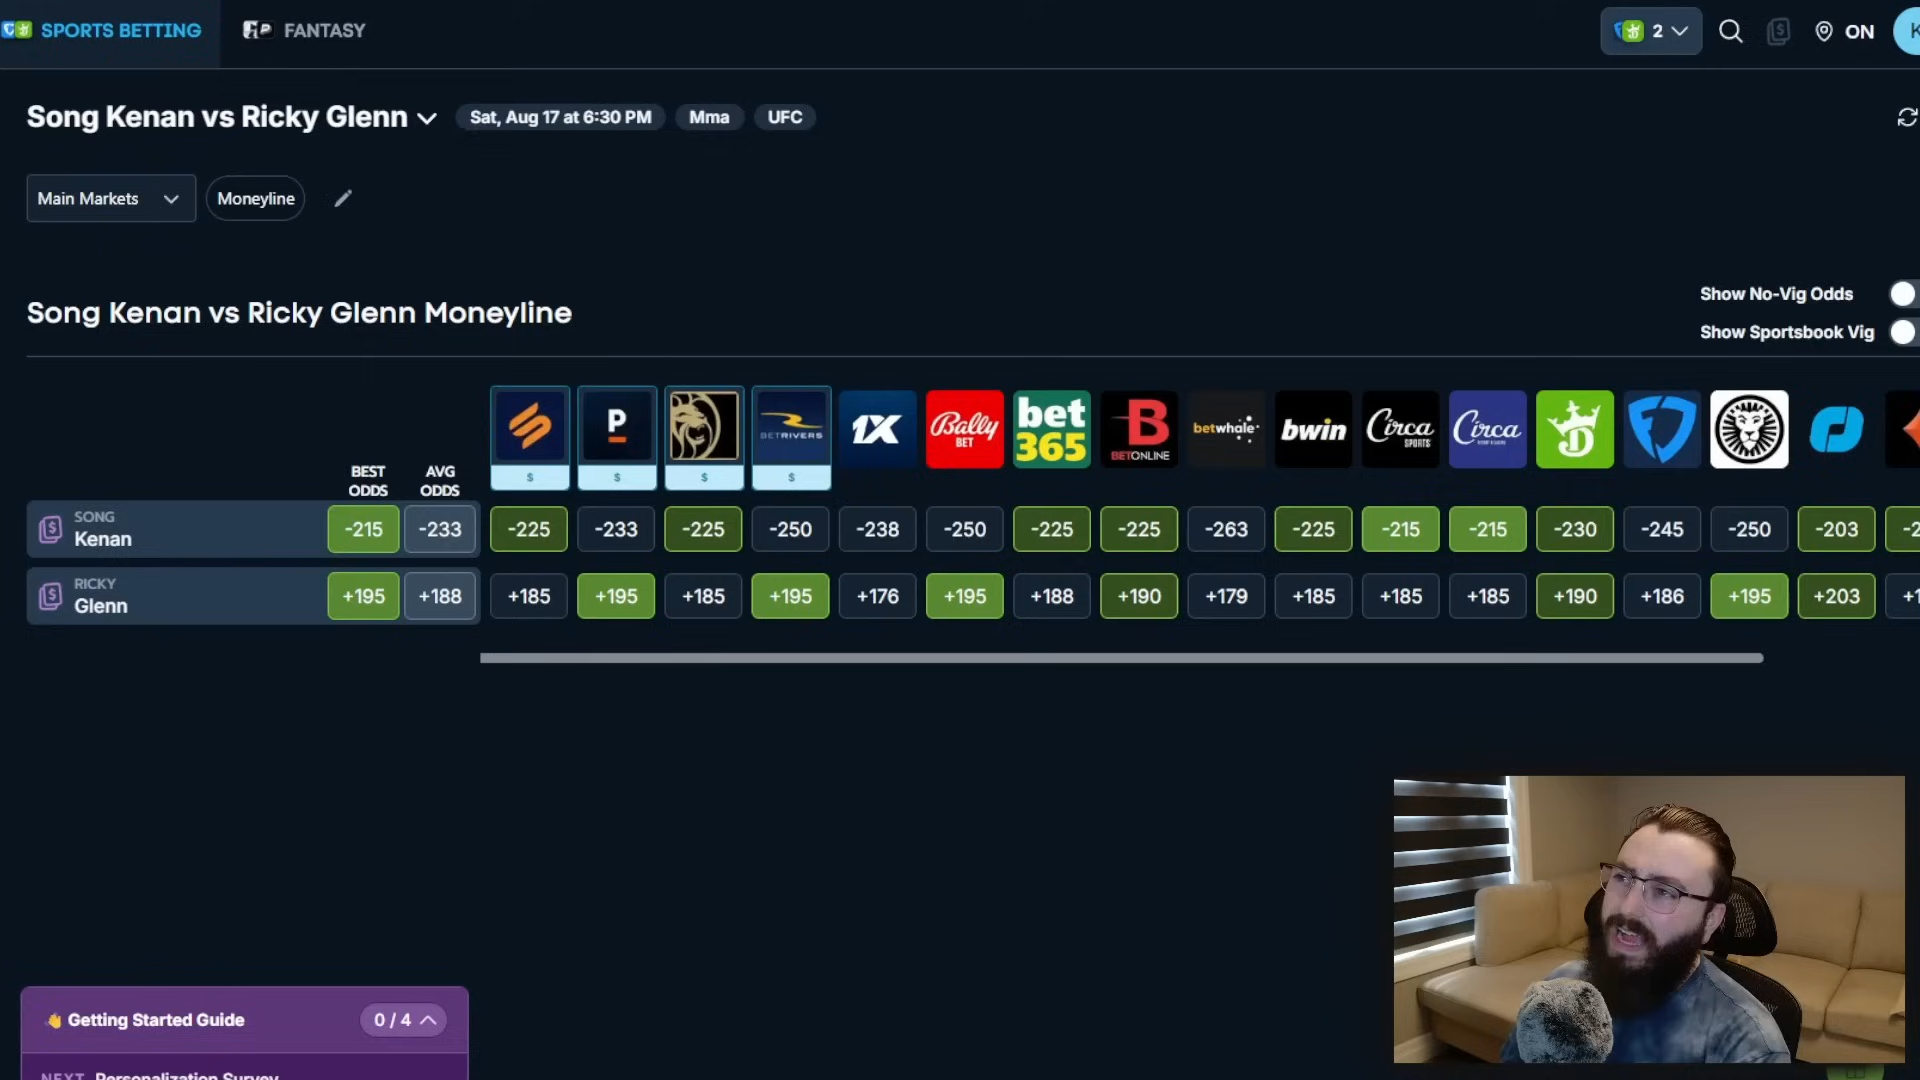 SPORTS BETTING
FANTASY
2
ON
K
Song Kenan vs Ricky Glenn
Sat, Aug 17 at 6:30 PM
Mma
UFC
Main Markets
Moneyline
Song Kenan vs Ricky Glenn Moneyline
Show No-Vig Odds
Show Sportsbook Vig
BEST ODDS
AVG ODDS
P
BETRIVERS
1X
Bally BET
bet365
B BETONLINE
betwhale
bwin
Circa SPORTS
Circa
D
$ $ $ $
SONG
Kenan
-215 -233 -225 -233 -225 -250 -238 -250 -225 -225 -263 -225 -215 -215 -230 -245 -250 -203
RICKY
Glenn
+195 +188 +185 +195 +185 +195 +176 +195 +188 +190 +179 +185 +185 +185 +190 +186 +195 +203
Getting Started Guide
0 / 4
NEXT Personalization Survey